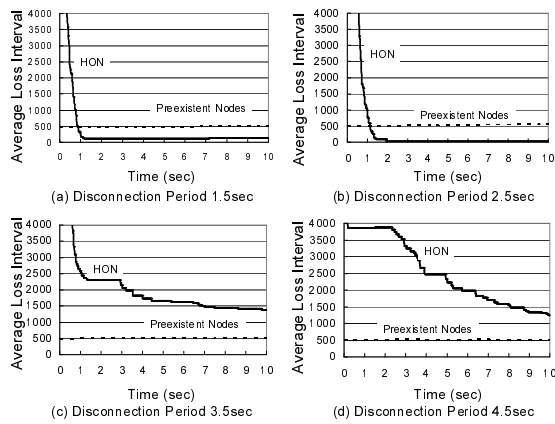 Average Loss Interval
4000
3500
3000
2500
2000
1500
1000
500
0
HON
Preexistent Nodes
0 1 2 3 4 5 6 7 8 9 10
Time (sec)
(a) Disconnection Period 1.5sec
Average Loss Interval
4000
3500
3000
2500
2000
1500
1000
500
0
HON
Preexistent Nodes
0 1 2 3 4 5 6 7 8 9 10
Time (sec)
(b) Disconnection Period 2.5sec
Average Loss Interval
4000
3500
3000
2500
2000
1500
1000
500
0
HON
Preexistent Nodes
0 1 2 3 4 5 6 7 8 9 10
Time (sec)
(c) Disconnection Period 3.5sec
Average Loss Interval
4000
3500
3000
2500
2000
1500
1000
500
0
HON
Preexistent Nodes
0 1 2 3 4 5 6 7 8 9 10
Time (sec)
(d) Disconnection Period 4.5sec